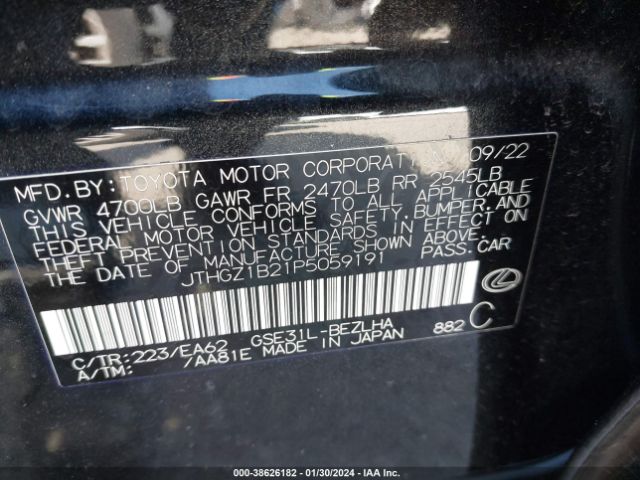 MFD. BY: TOYOTA MOTOR CORPORATION 09/22
GVWR 4700LB GAWR FR 2470LB RR 2545LB
THIS VEHICLE CONFORMS TO ALL APPLICABLE
FEDERAL MOTOR VEHICLE SAFETY, BUMPER, AND
THEFT PREVENTION STANDARDS IN EFFECT ON
THE DATE OF MANUFACTURE SHOWN ABOVE.
JTHGZ1B21P5059191 PASS. CAR
C/TR: 223/EA62 GSE31L-BEZLHA 882 C
A/TM: /AA81E MADE IN JAPAN
000-38626182 - 01/30/2024 - IAA Inc.